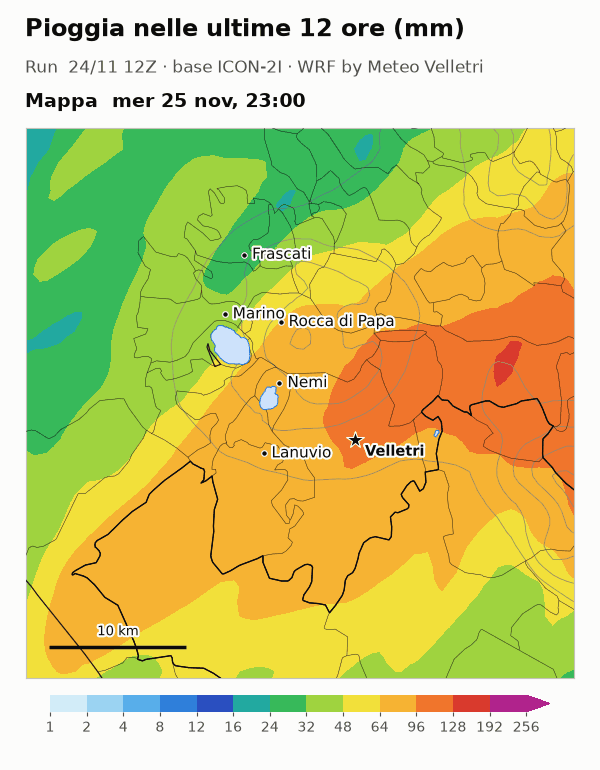 Pioggia nelle ultime 12 ore (mm)
Run  24/11 12Z · base ICON-2I · WRF by Meteo Velletri
Mappa  mer 25 nov, 23:00
Frascati
Marino
Rocca di Papa
Nemi
Velletri
Lanuvio
10 km
1 2 4 8 12 16 24 32 48 64 96 128 192 256